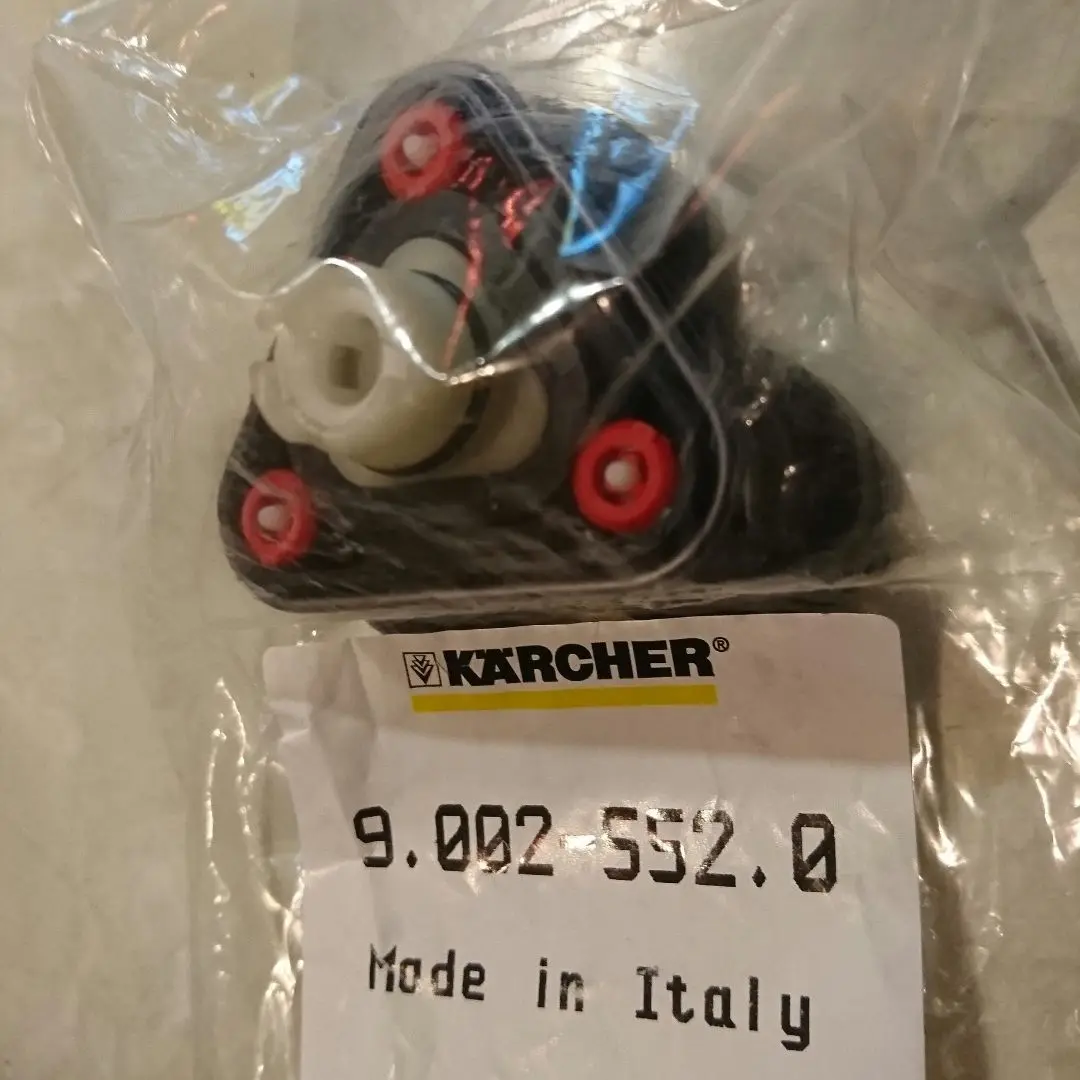 KÄRCHER®
9.002-552.0
Made in Italy